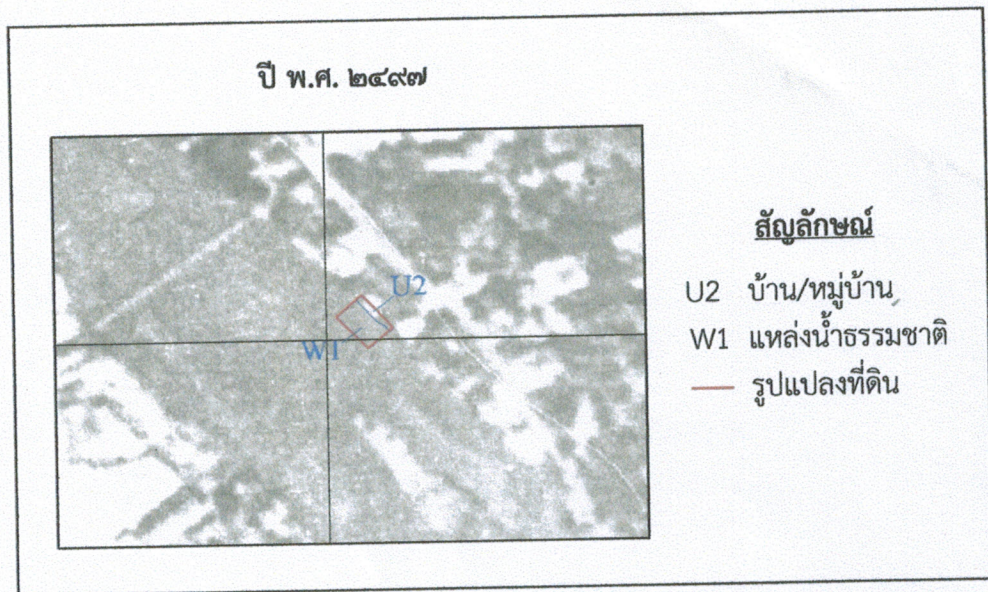 ปี พ.ศ. ๒๔๙๗
U2
W1
สัญลักษณ์
U2 บ้าน/หมู่บ้าน
W1 แหล่งน้ำธรรมชาติ
รูปแปลงที่ดิน